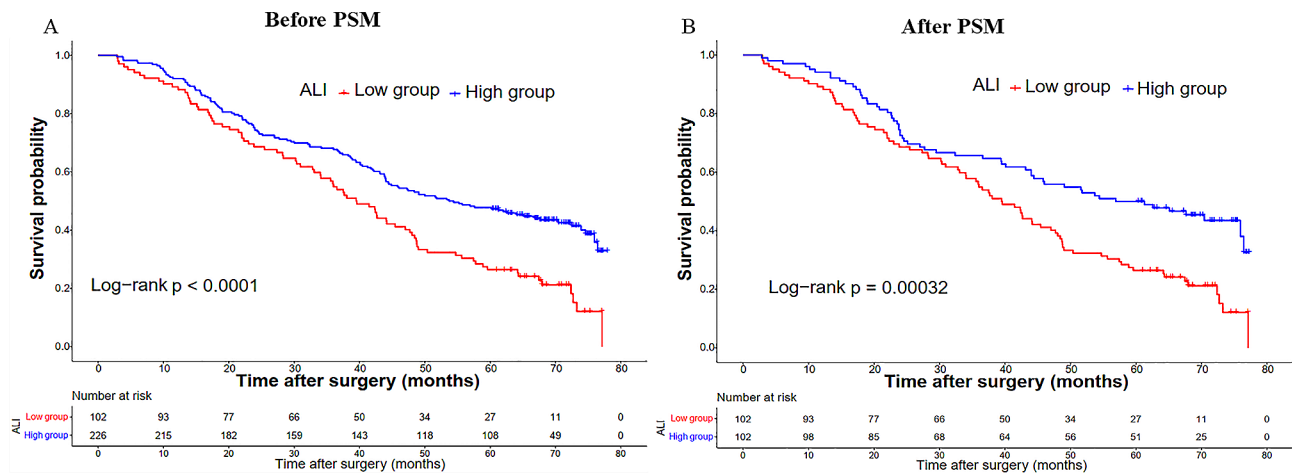 A
Before PSM
1.0
0.8
0.6
0.4
0.2
0.0
Survival probability
ALI Low group High group
Log−rank p < 0.0001
0 10 20 30 40 50 60 70 80
Time after surgery (months)
Number at risk
ALI
Low group 102 93 77 66 50 34 27 11 0
High group 226 215 182 159 143 118 108 49 0
0 10 20 30 40 50 60 70 80
Time after surgery (months)
B
After PSM
1.0
0.8
0.6
0.4
0.2
0.0
Survival probability
ALI Low group High group
Log−rank p = 0.00032
0 10 20 30 40 50 60 70 80
Time after surgery (months)
Number at risk
ALI
Low group 102 93 77 66 50 34 27 11 0
High group 102 98 85 68 64 56 51 25 0
0 10 20 30 40 50 60 70 80
Time after surgery (months)